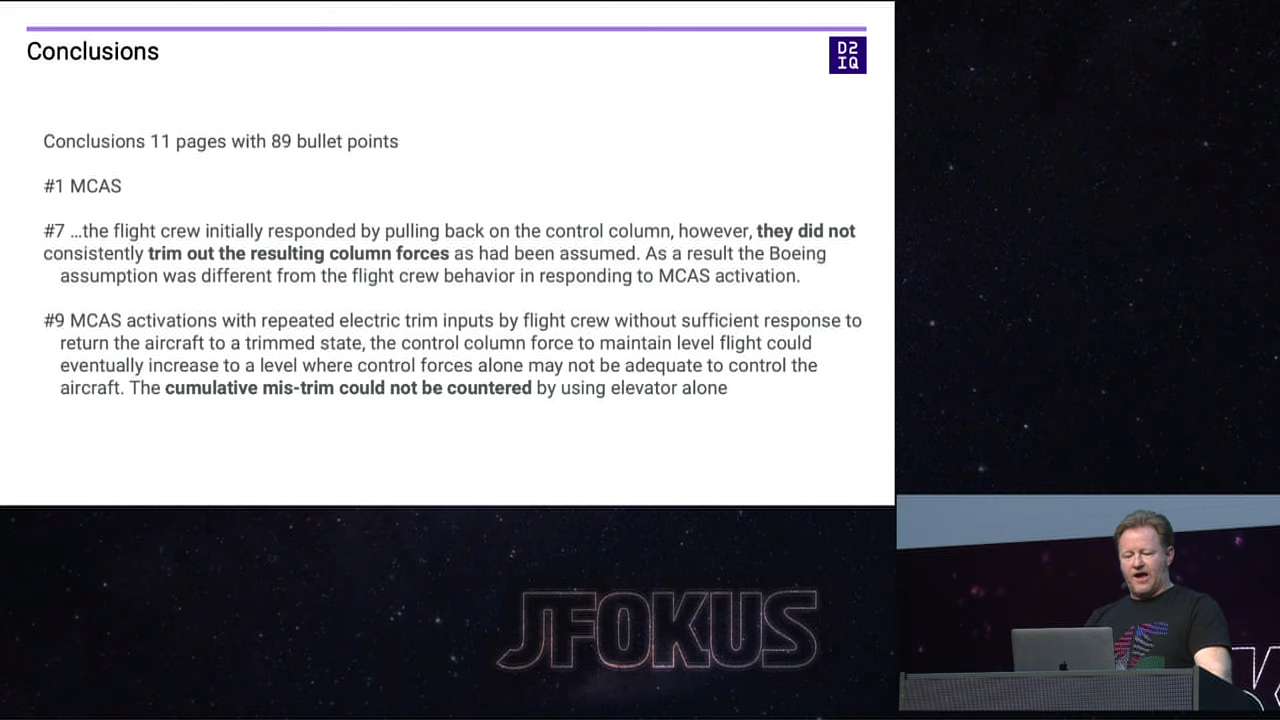 Conclusions
D2
IQ
Conclusions 11 pages with 89 bullet points
#1 MCAS
#7 ...the flight crew initially responded by pulling back on the control column, however, they did not
consistently trim out the resulting column forces as had been assumed. As a result the Boeing
assumption was different from the flight crew behavior in responding to MCAS activation.
#9 MCAS activations with repeated electric trim inputs by flight crew without sufficient response to
return the aircraft to a trimmed state, the control column force to maintain level flight could
eventually increase to a level where control forces alone may not be adequate to control the
aircraft. The cumulative mis-trim could not be countered by using elevator alone
JFOKUS
K